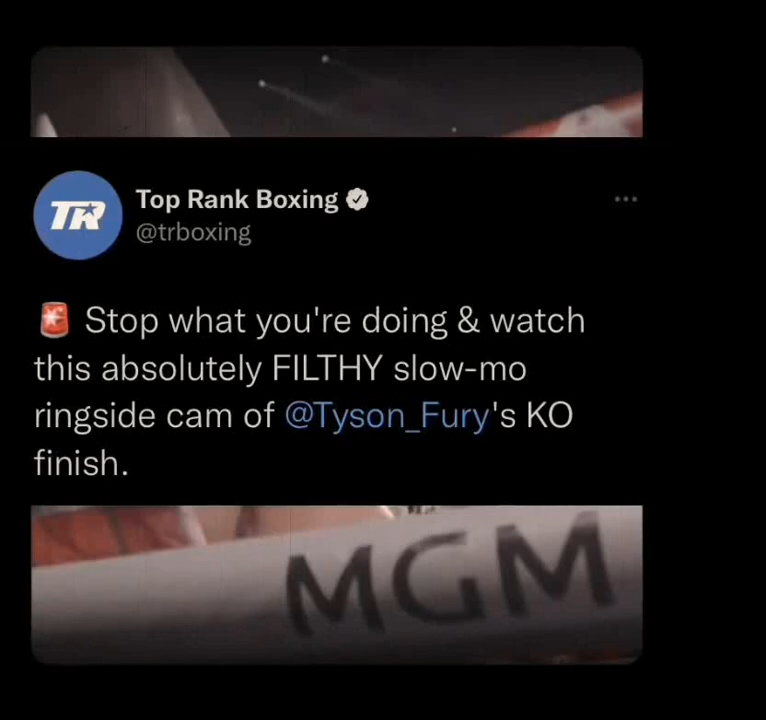 TR
Top Rank Boxing
@trboxing
🚨 Stop what you're doing & watch
this absolutely FILTHY slow-mo
ringside cam of @Tyson_Fury's KO
finish.
MGM